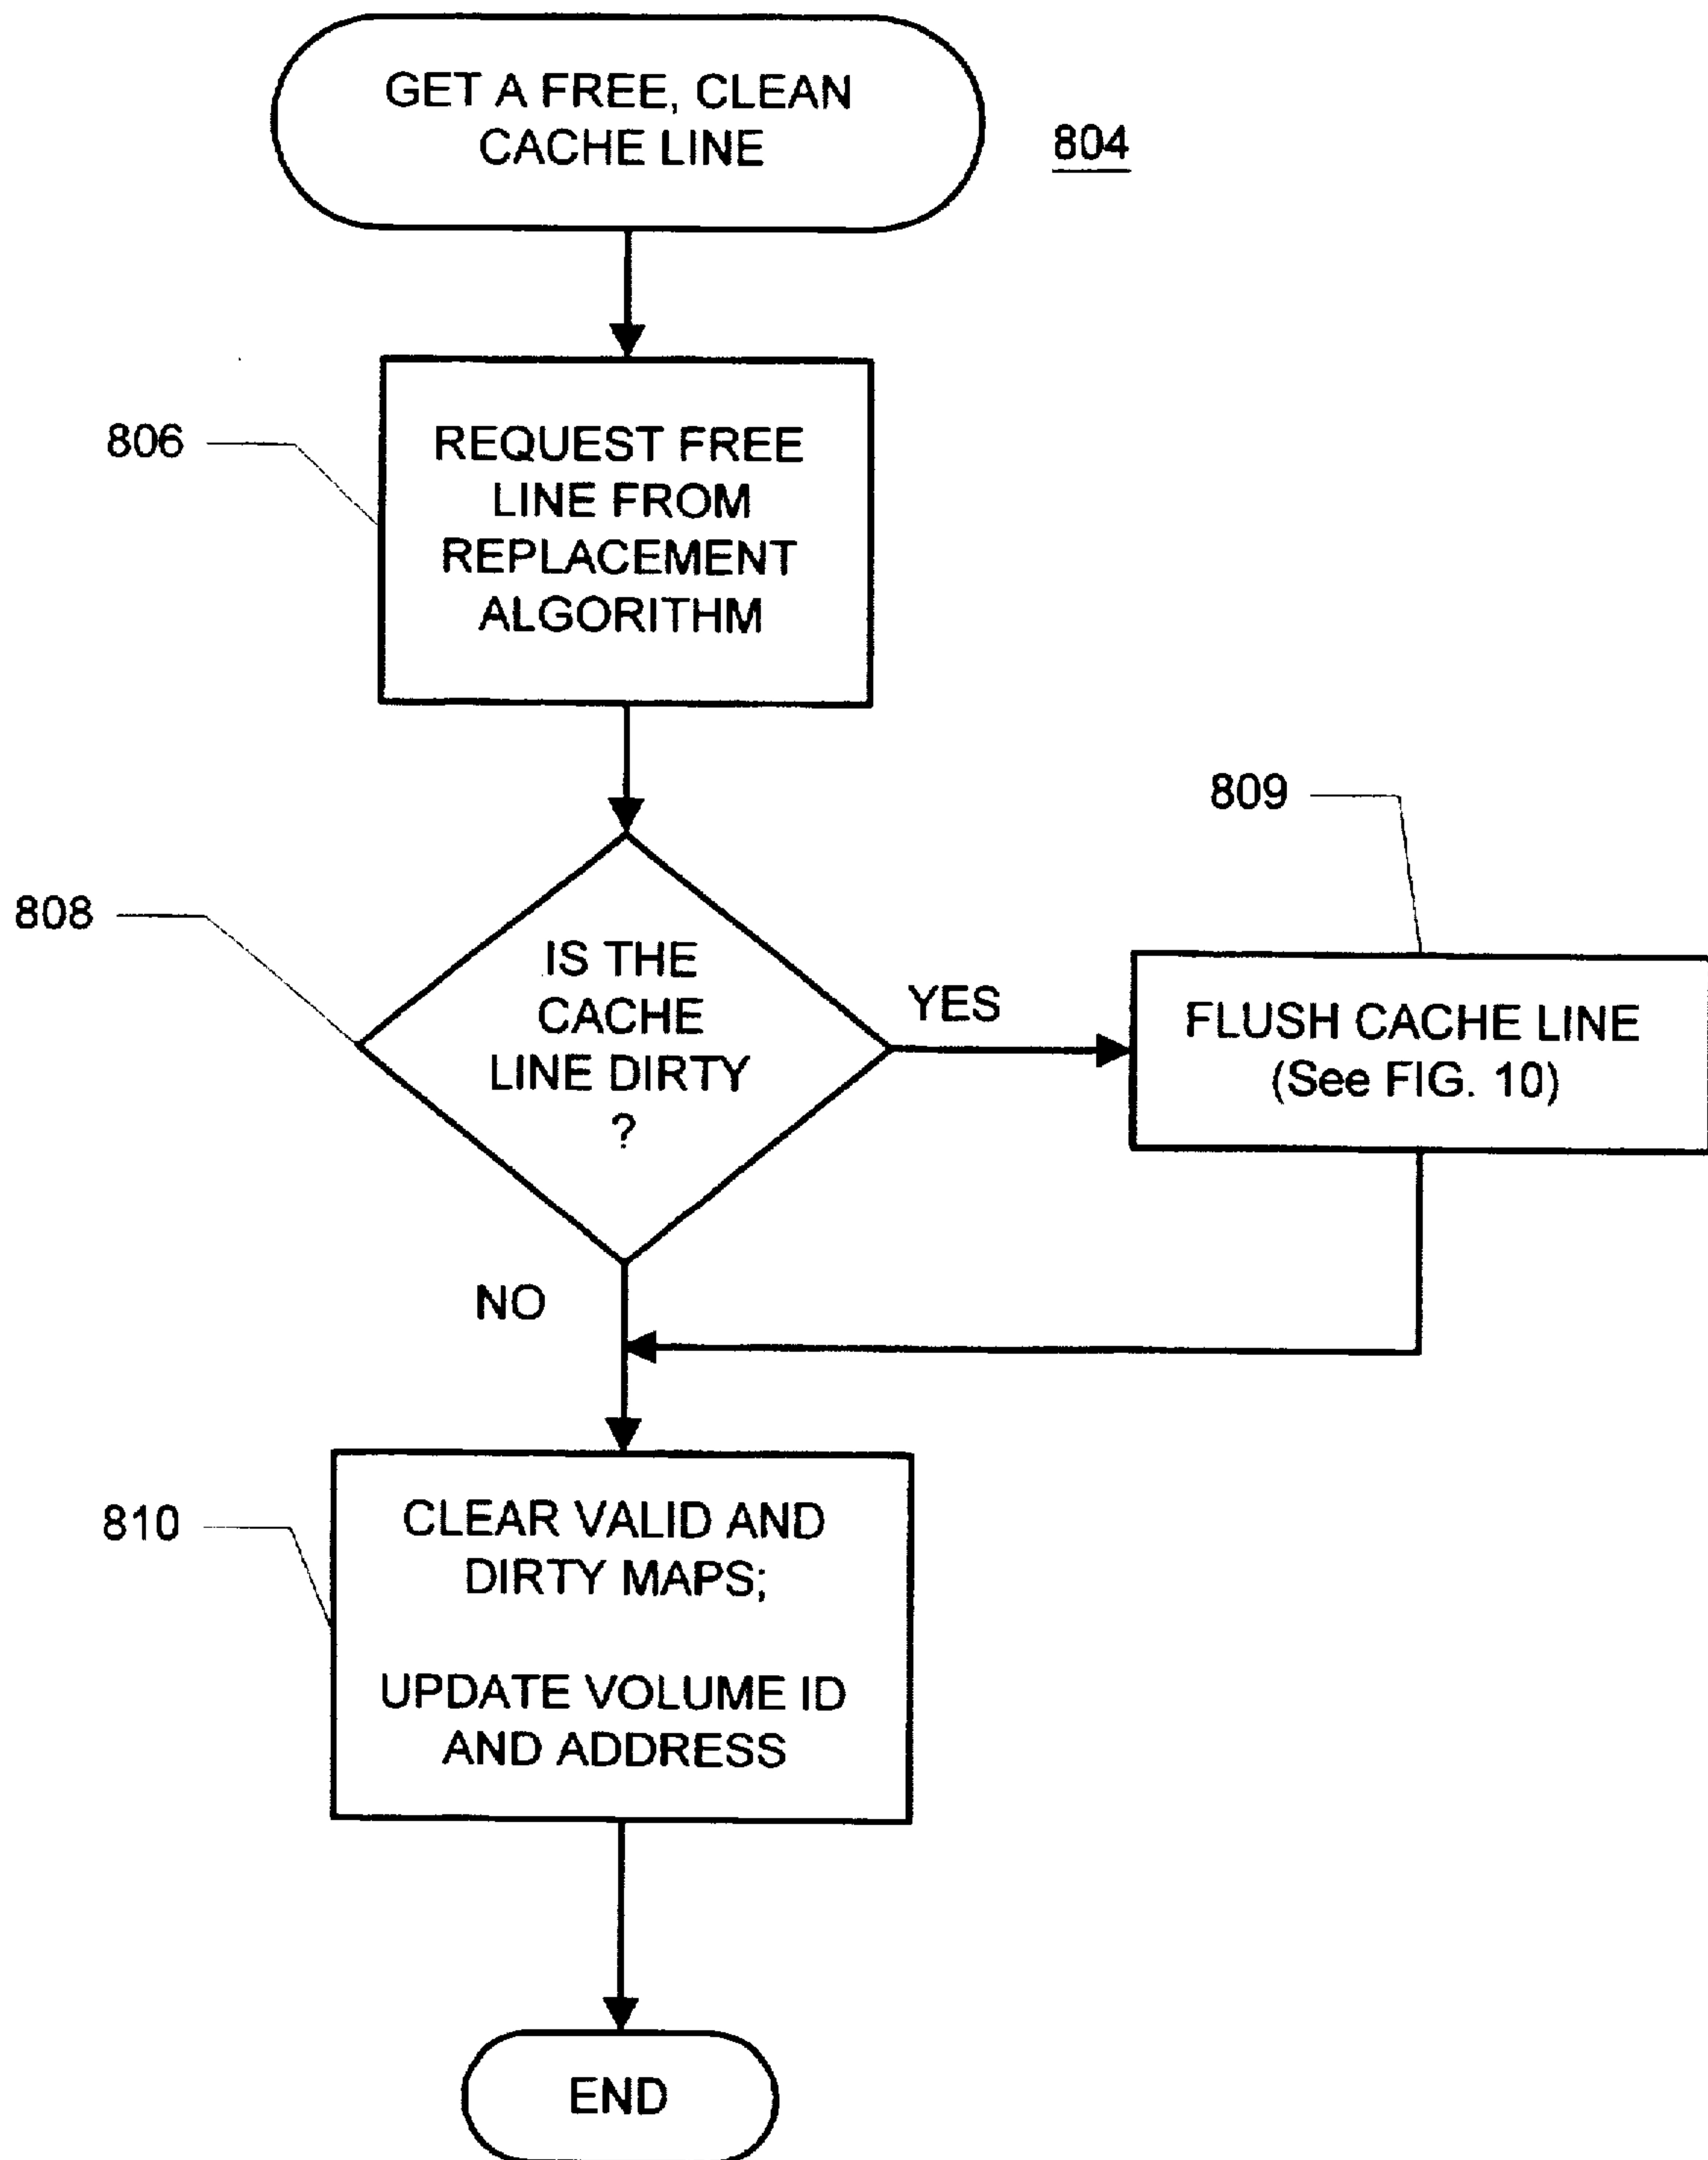 GET A FREE, CLEAN
CACHE LINE
804
806
REQUEST FREE
LINE FROM
REPLACEMENT
ALGORITHM
809
808
IS THE
CACHE
LINE DIRTY
?
YES
FLUSH CACHE LINE
(See FIG. 10)
NO
810
CLEAR VALID AND
DIRTY MAPS;
UPDATE VOLUME ID
AND ADDRESS
END